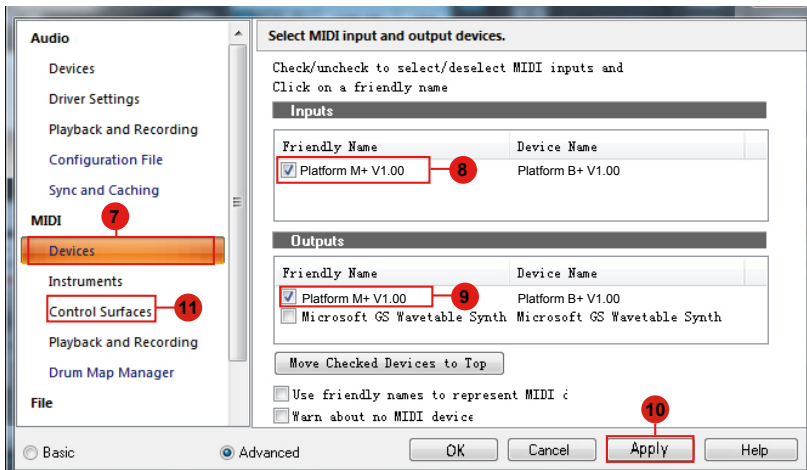 Audio
Devices
Driver Settings
Playback and Recording
Configuration File
Sync and Caching
MIDI
7
Devices
Instruments
Control Surfaces
11
Playback and Recording
Drum Map Manager
File
Select MIDI input and output devices.
Check/uncheck to select/deselect MIDI inputs and
Click on a friendly name
Inputs
Friendly Name Device Name
Platform M+ V1.00 8 Platform B+ V1.00
Outputs
Friendly Name Device Name
Platform M+ V1.00 9 Platform B+ V1.00
Microsoft GS Wavetable Synth Microsoft GS Wavetable Synth
Move Checked Devices to Top
Use friendly names to represent MIDI
Warn about no MIDI device
10
Basic Advanced OK Cancel Apply Help